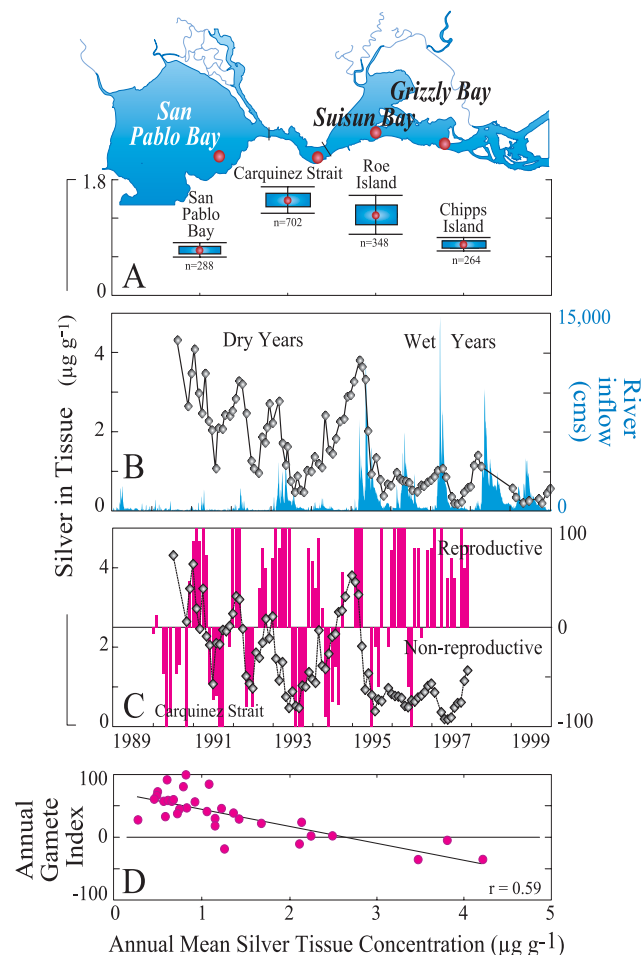 Grizzly Bay
San
Pablo Bay
Suisun Bay
Carquinez Strait
Roe
Island
San
Pablo
Bay
Chipps
Island
1.8
n=702
n=348
n=288
n=264
0
A
15,000
4
Dry Years
Wet Years
2
B
0
0
River
inflow
(cms)
Silver in Tissue (µg g-1)
100
Reproductive
4
0
Non-reproductive
2
C
Carquinez Strait
0
-100
1989 1991 1993 1995 1997 1999
100
0
-100
Annual
Gamete
Index
D
r = 0.59
0 1 2 3 4 5
Annual Mean Silver Tissue Concentration (µg g-1)